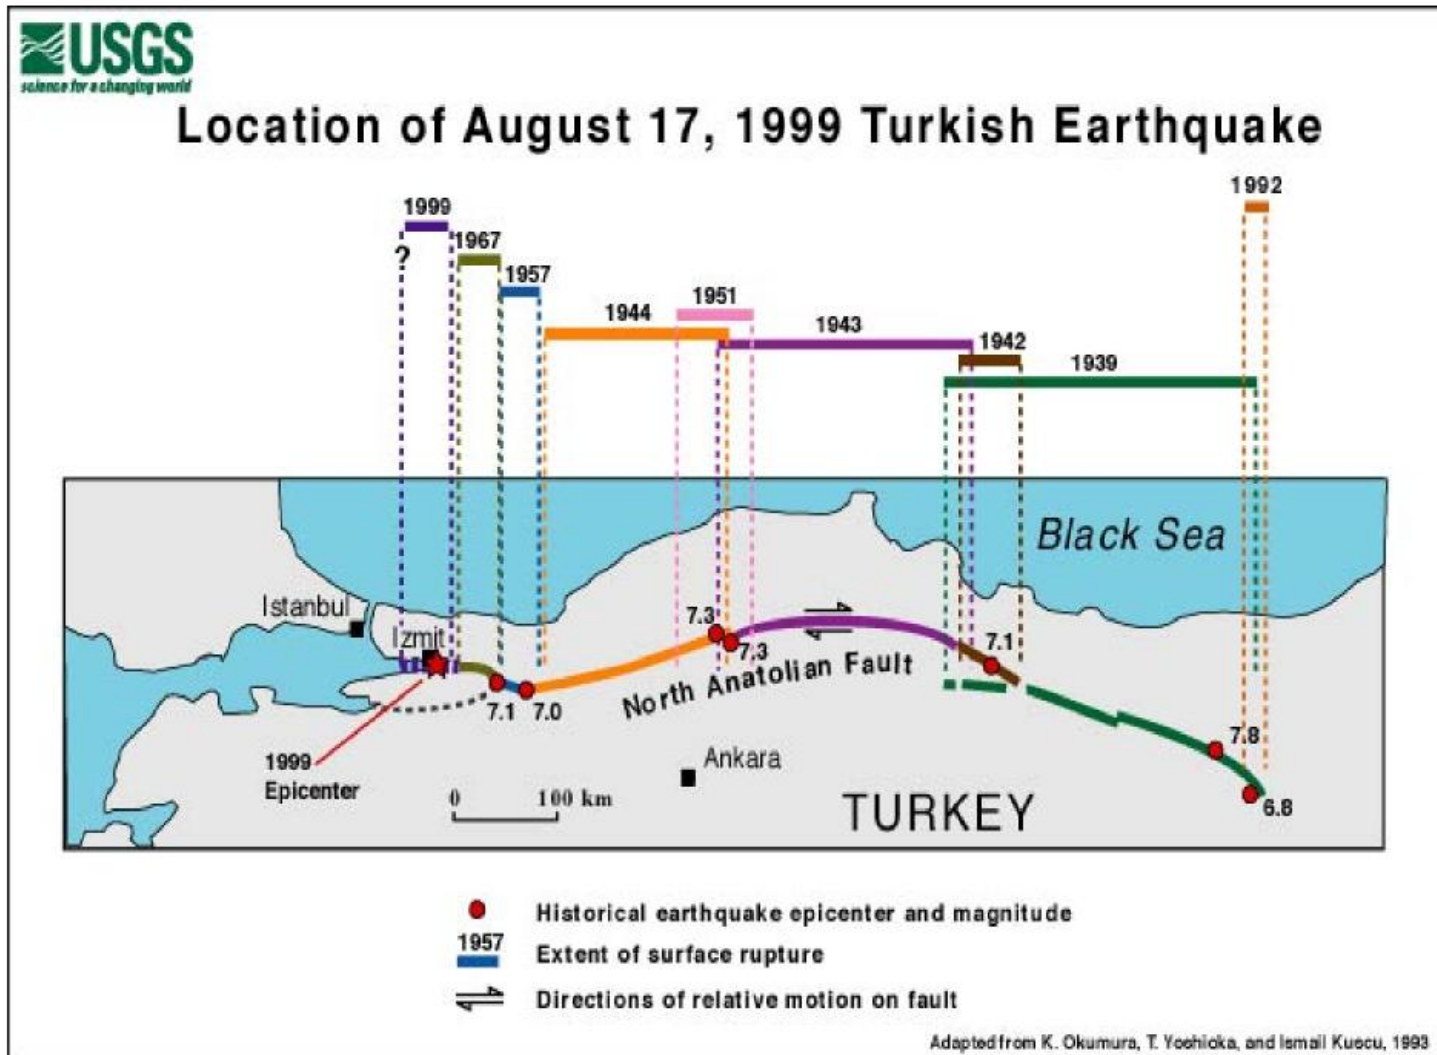 USGS
science for a changing world
Location of August 17, 1999 Turkish Earthquake
1992
1999
?
1967
1957
1951
1944
1943
1942
1939
Black Sea
Istanbul
Izmit
7.3
7.3
7.1
North Anatolian Fault
7.1
7.0
7.8
6.8
1999
Epicenter
Ankara
0
100 km
TURKEY
Historical earthquake epicenter and magnitude
1957
Extent of surface rupture
Directions of relative motion on fault
Adapted from K. Okumura, T. Yoshioka, and Ismail Kuscu, 1993